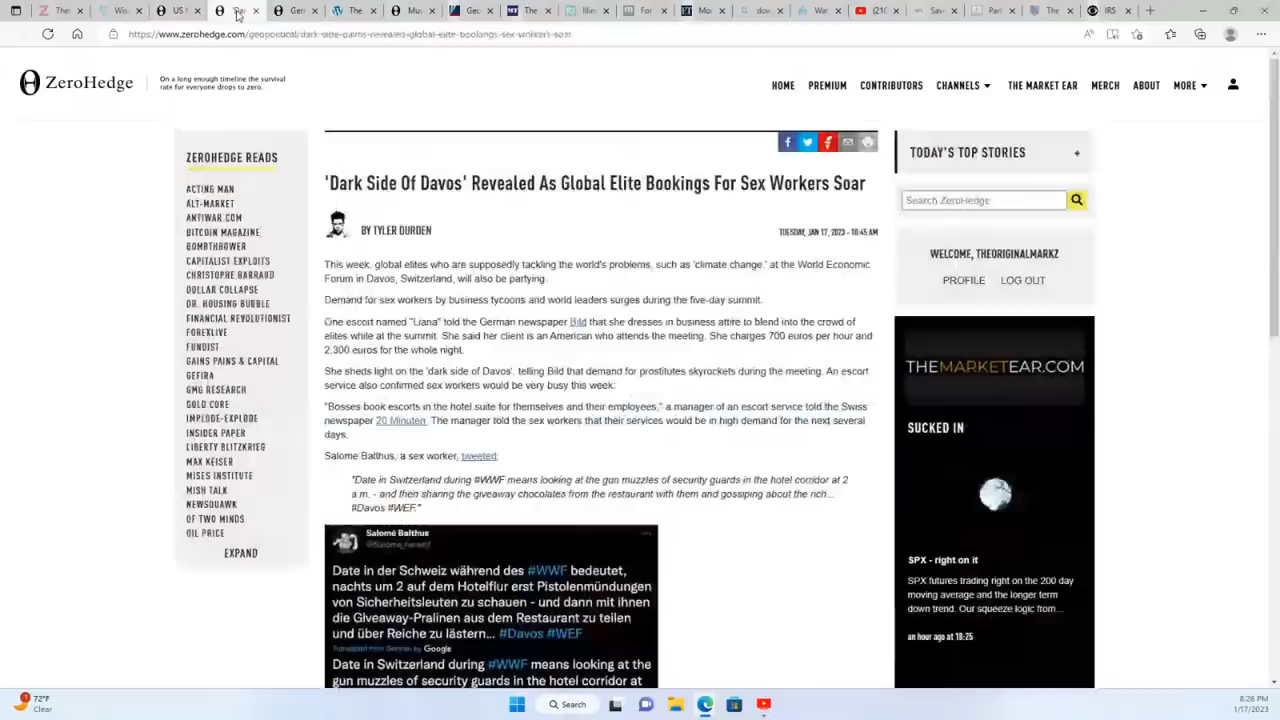 US
Ger
The
Mus
Geo
The
Illin
For
Mor
dow
Davo
War
(210
Sav
Part
The
IRS
https://www.zerohedge.com/geopolitical/dark-side-davos-revealed-global-elite-bookings-sex-workers-soar
ZeroHedge
On a long enough timeline the survival
rate for everyone drops to zero.
HOME PREMIUM CONTRIBUTORS CHANNELS THE MARKET EAR MERCH ABOUT MORE
ZEROHEDGE READS
ACTING MAN
ALT-MARKET
ANTIWAR.COM
BITCOIN MAGAZINE
BOMBTHROWER
CAPITALIST EXPLOITS
CHRISTOPHE BARRAUD
DOLLAR COLLAPSE
DR. HOUSING BUBBLE
FINANCIAL REVOLUTIONIST
FOREXLIVE
FUNDIST
GAINS PAINS & CAPITAL
GEFIRA
GMG RESEARCH
GOLD CORE
IMPLODE-EXPLODE
INSIDER PAPER
LIBERTY BLITZKRIEG
MAX KEISER
MISES INSTITUTE
MISH TALK
NEWSQUAWK
OF TWO MINDS
OIL PRICE
EXPAND
'Dark Side Of Davos' Revealed As Global Elite Bookings For Sex Workers Soar
BY TYLER DURDEN
TUESDAY, JAN 17, 2023 - 10:45 AM
This week, global elites who are supposedly tackling the world's problems, such as 'climate change,' at the World Economic
Forum in Davos, Switzerland, will also be partying.
Demand for sex workers by business tycoons and world leaders surges during the five-day summit.
One escort named "Liana" told the German newspaper Bild that she dresses in business attire to blend into the crowd of
elites while at the summit. She said her client is an American who attends the meeting. She charges 700 euros per hour and
2,300 euros for the whole night.
She sheds light on the 'dark side of Davos', telling Bild that demand for prostitutes skyrockets during the meeting. An escort
service also confirmed sex workers would be very busy this week:
"Bosses book escorts in the hotel suite for themselves and their employees," a manager of an escort service told the Swiss
newspaper 20 Minuten. The manager told the sex workers that their services would be in high demand for the next several
days.
Salome Balthus, a sex worker, tweeted:
"Date in Switzerland during #WWF means looking at the gun muzzles of security guards in the hotel corridor at 2
a.m. - and then sharing the giveaway chocolates from the restaurant with them and gossiping about the rich...
#Davos #WEF."
Salomé Balthus
Date in der Schweiz während des #WWF bedeutet,
nachts um 2 auf dem Hotelflur erst Pistolenmündungen
von Sicherheitsleuten zu schauen - und dann mit ihnen
die Giveaway-Pralinen aus dem Restaurant zu teilen
und über Reiche zu lästern... #Davos #WEF
Translated from German by Google
Date in Switzerland during #WWF means looking at the
gun muzzles of security guards in the hotel corridor at
TODAY'S TOP STORIES +
Search ZeroHedge
WELCOME, THEORIGINALMARKZ
PROFILE LOG OUT
THEMARKETEAR.COM
SUCKED IN
SPX - right on it
SPX futures trading right on the 200 day
moving average and the longer term
down trend. Our squeeze logic from...
an hour ago at 18:25
72°F
Clear
Search
8:26 PM
1/17/2023